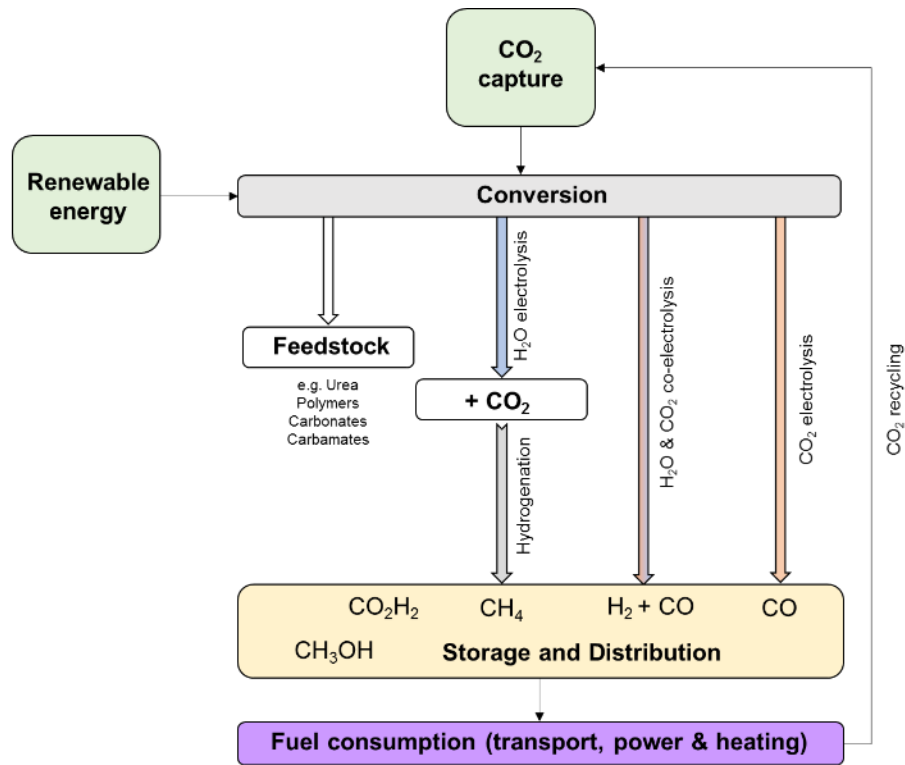 CO₂
capture
Renewable
energy
Conversion
H₂O electrolysis
H₂O & CO₂ co-electrolysis
CO₂ electrolysis
CO₂ recycling
Feedstock
e.g. Urea
Polymers
Carbonates
Carbamates
+ CO₂
Hydrogenation
CO₂H₂ CH₄ H₂ + CO CO
CH₃OH Storage and Distribution
Fuel consumption (transport, power & heating)